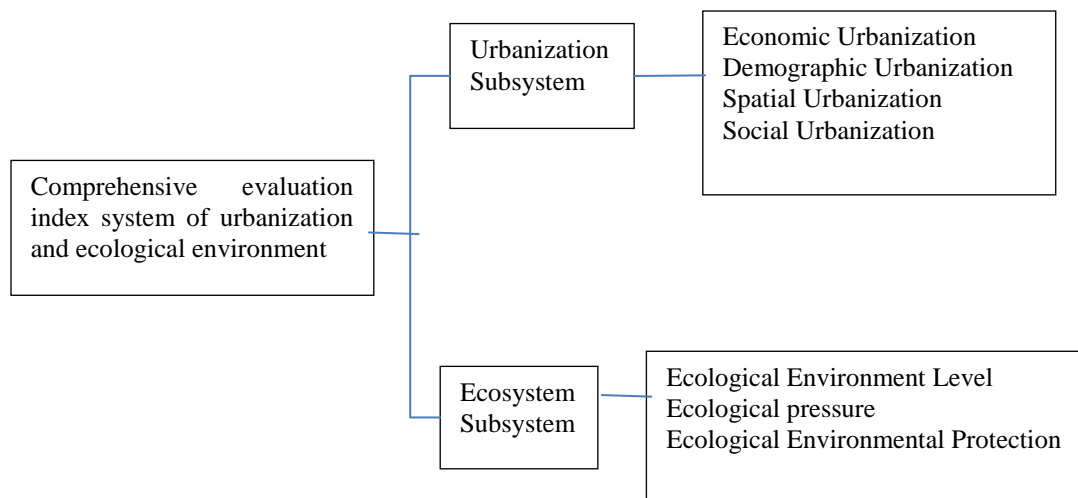 Comprehensive evaluation
index system of urbanization
and ecological environment
Urbanization
Subsystem
Economic Urbanization
Demographic Urbanization
Spatial Urbanization
Social Urbanization
Ecosystem
Subsystem
Ecological Environment Level
Ecological pressure
Ecological Environmental Protection